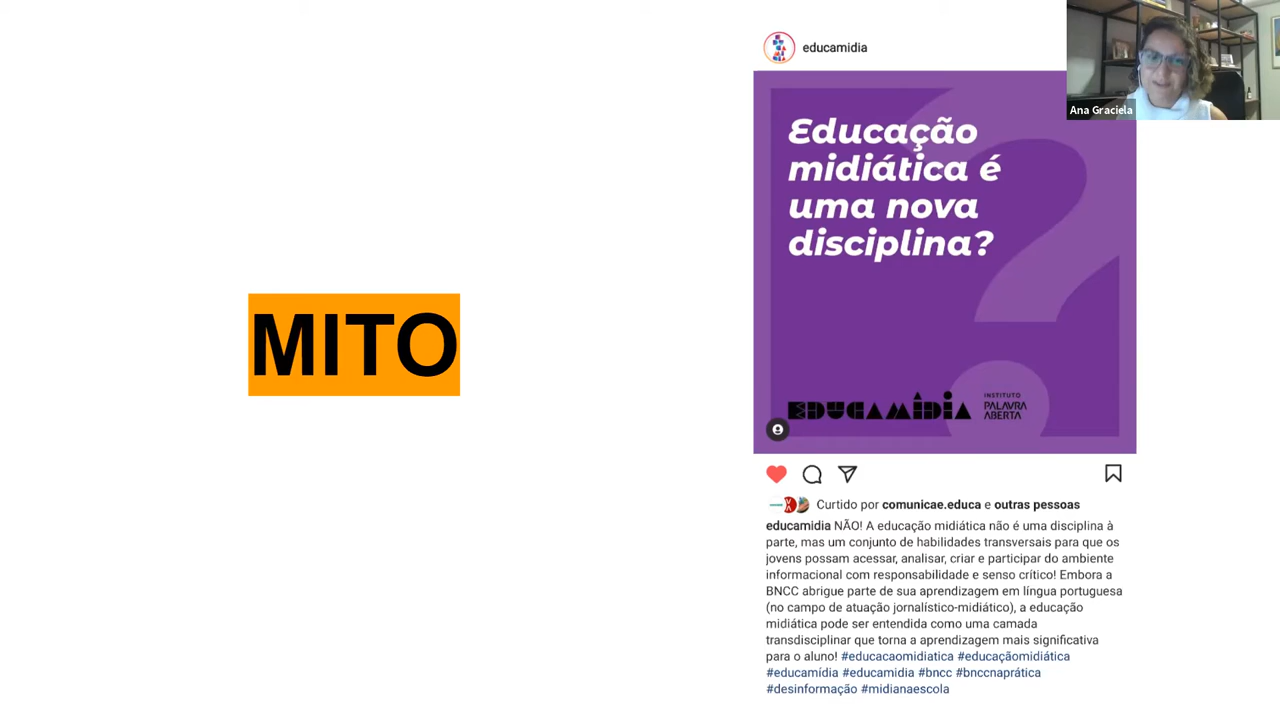 MITO
educamidia
Ana Graciela
Educação
midiática é
uma nova
disciplina?
EDUCAMÍDIA
INSTITUTO
PALAVRA
ABERTA
Curtido por comunicae.educa e outras pessoas
educamidia NÃO! A educação midiática não é uma disciplina à
parte, mas um conjunto de habilidades transversais para que os
jovens possam acessar, analisar, criar e participar do ambiente
informacional com responsabilidade e senso crítico! Embora a
BNCC abrigue parte de sua aprendizagem em língua portuguesa
(no campo de atuação jornalístico-midiático), a educação
midiática pode ser entendida como uma camada
transdisciplinar que torna a aprendizagem mais significativa
para o aluno! #educacaomidiatica #educaçãomidiática
#educamídia #educamidia #bncc #bnccnaprática
#desinformação #midianaescola